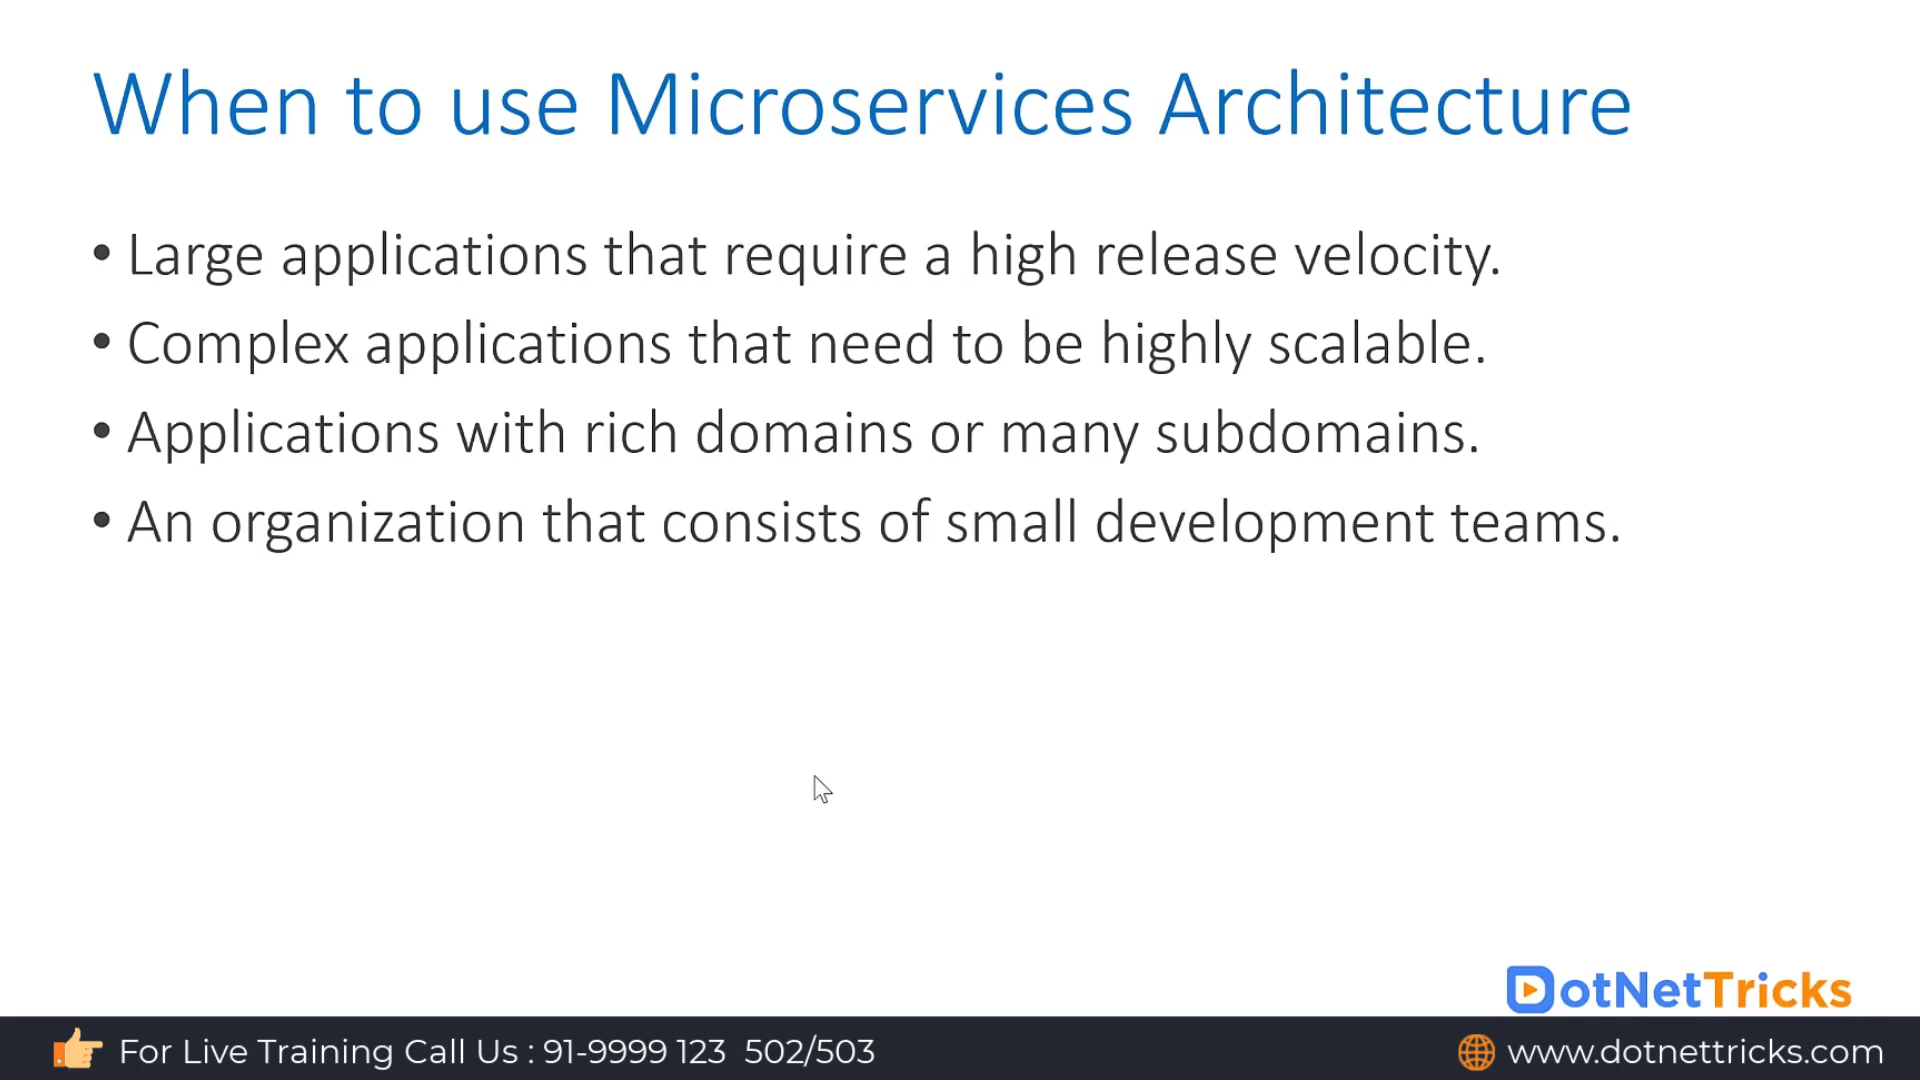 When to use Microservices Architecture
• Large applications that require a high release velocity.
• Complex applications that need to be highly scalable.
• Applications with rich domains or many subdomains.
• An organization that consists of small development teams.
DotNetTricks
For Live Training Call Us : 91-9999 123 502/503
www.dotnettricks.com